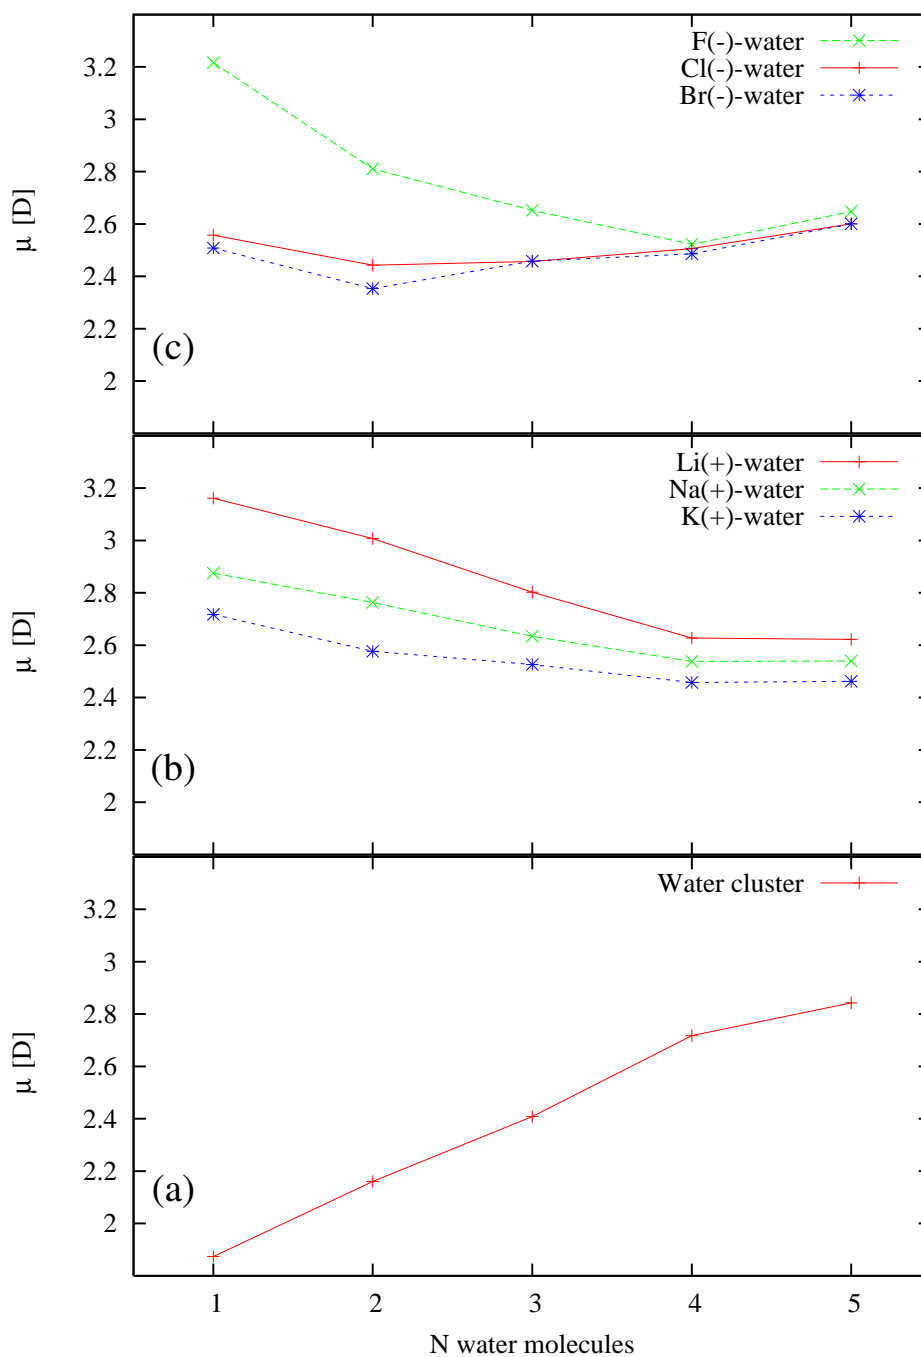 F(-)-water
Cl(-)-water
Br(-)-water
3.2
3
2.8
2.6
2.4
2.2
2
μ [D]
(c)
Li(+)-water
Na(+)-water
K(+)-water
3.2
3
2.8
2.6
2.4
2.2
2
μ [D]
(b)
Water cluster
3.2
3
2.8
2.6
2.4
2.2
2
μ [D]
(a)
1 2 3 4 5
N water molecules